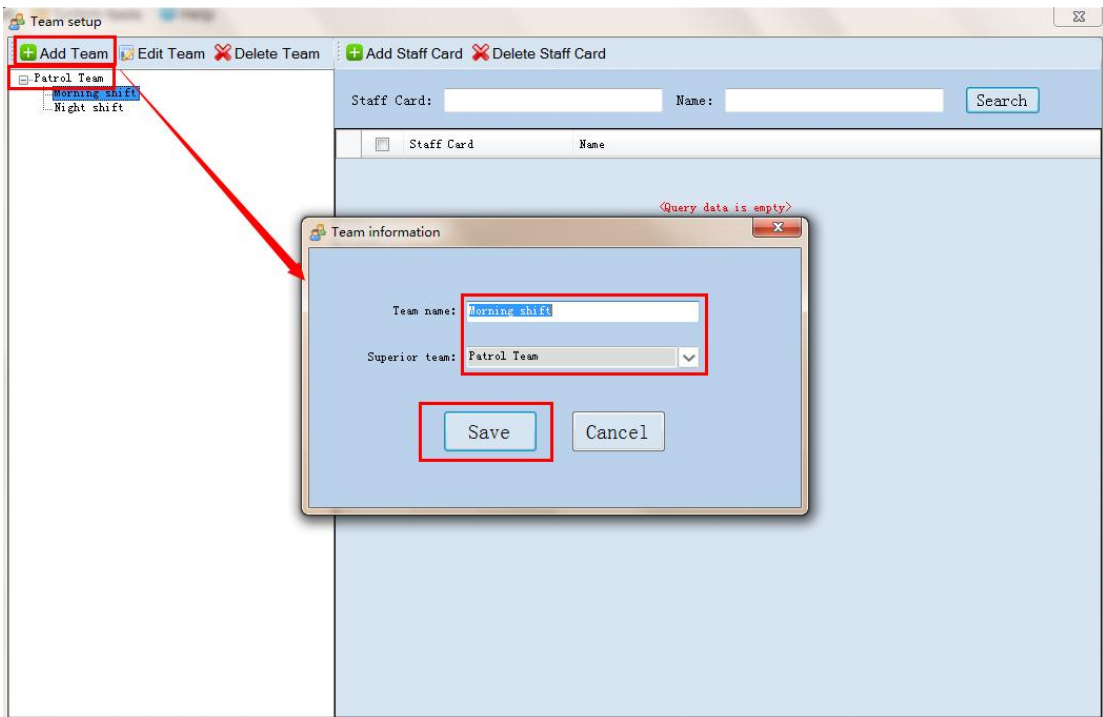 Team setup
Add Team Edit Team Delete Team Add Staff Card Delete Staff Card
Patrol Team
Morning shift
Night shift
Staff Card: Name: Search
Staff Card Name
<Query data is empty>
Team information
Team name: Morning shift
Superior team: Patrol Team
Save Cancel